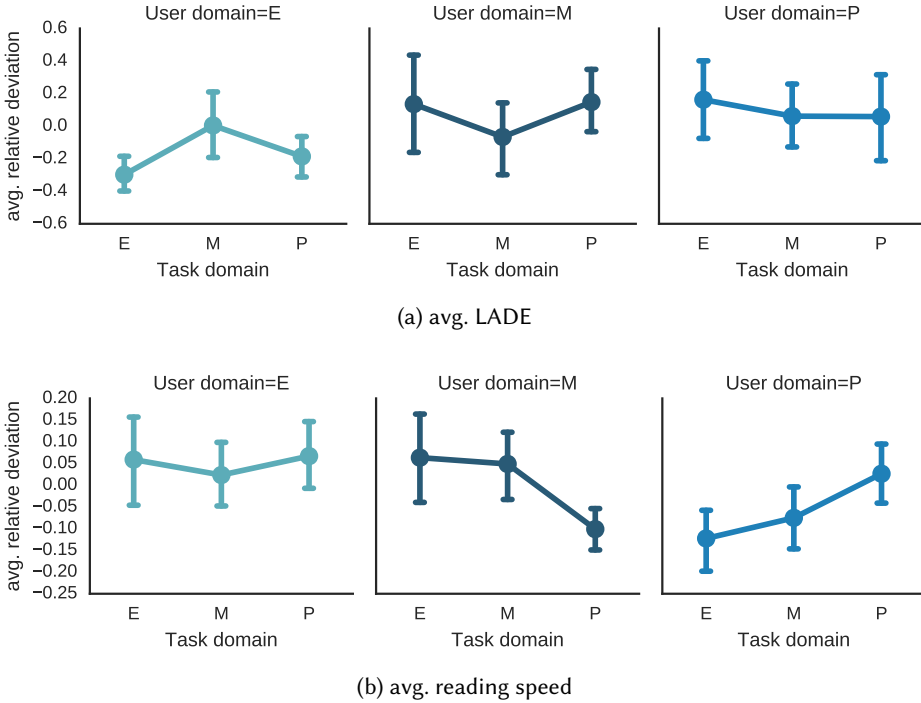 User domain=E User domain=M User domain=P
avg. relative deviation
0.6
0.4
0.2
0.0
−0.2
−0.4
−0.6
E M P E M P E M P
Task domain Task domain Task domain
(a) avg. LADE
User domain=E User domain=M User domain=P
avg. relative deviation
0.20
0.15
0.10
0.05
0.00
−0.05
−0.10
−0.15
−0.20
−0.25
E M P E M P E M P
Task domain Task domain Task domain
(b) avg. reading speed